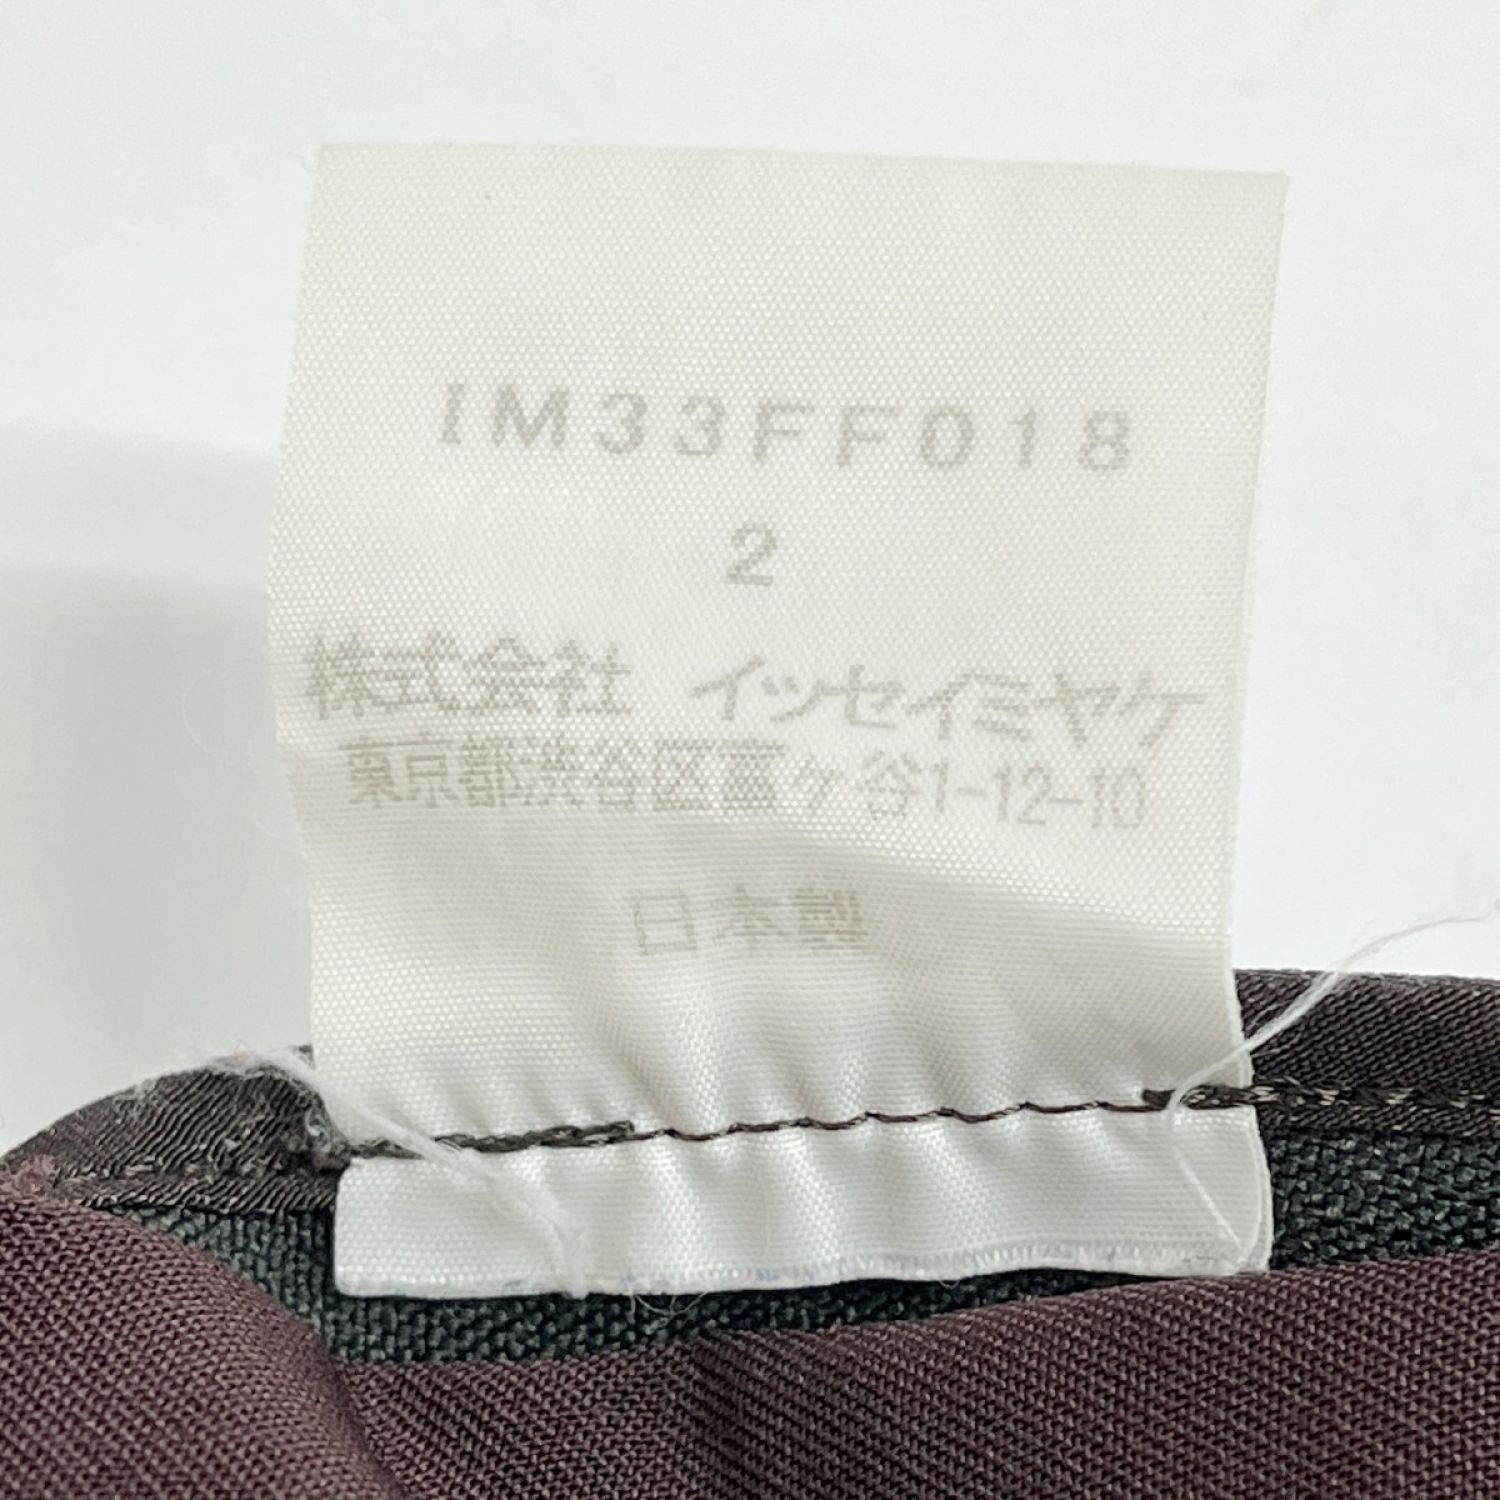 IM33FF018
2
株式会社 イッセイミヤケ
東京都渋谷区富ケ谷1-12-10
日本製